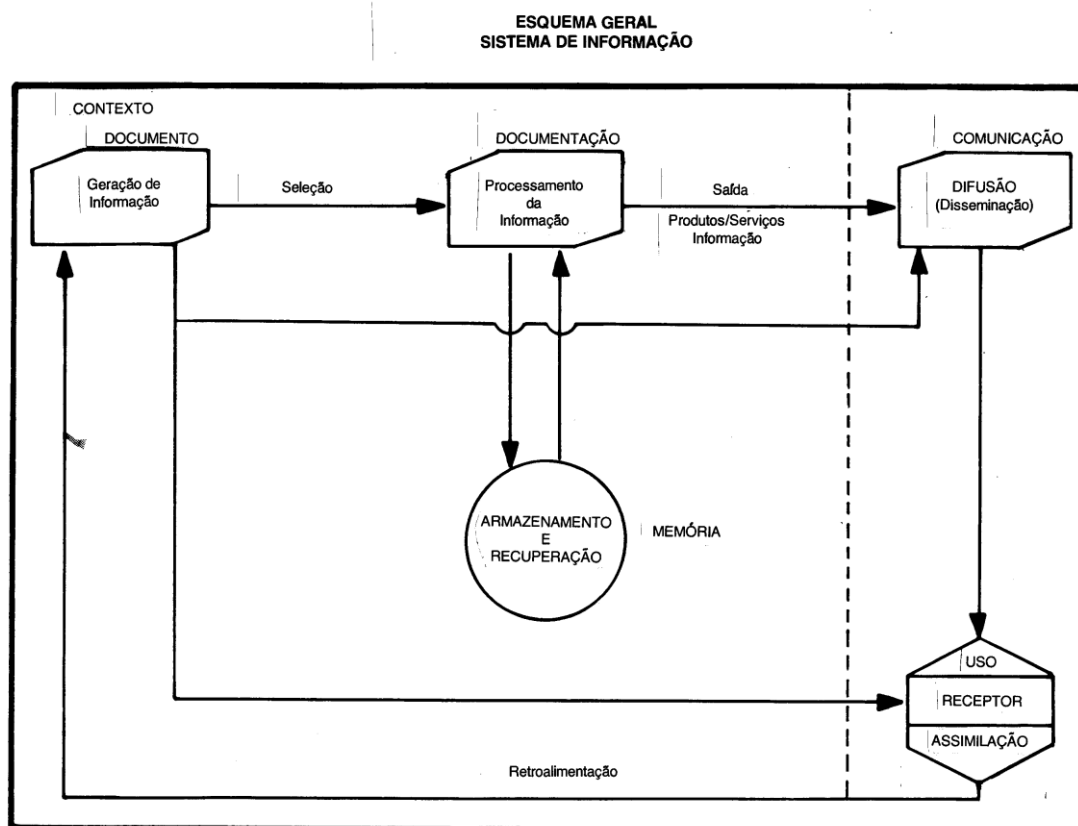 ESQUEMA GERAL
SISTEMA DE INFORMAÇÃO
CONTEXTO
DOCUMENTO
Geração de
Informação
Seleção
DOCUMENTAÇÃO
Processamento
da
Informação
Saída
Produtos/Serviços
Informação
COMUNICAÇÃO
DIFUSÃO
(Disseminação)
ARMAZENAMENTO
E
RECUPERAÇÃO
MEMÓRIA
USO
RECEPTOR
ASSIMILAÇÃO
Retroalimentação